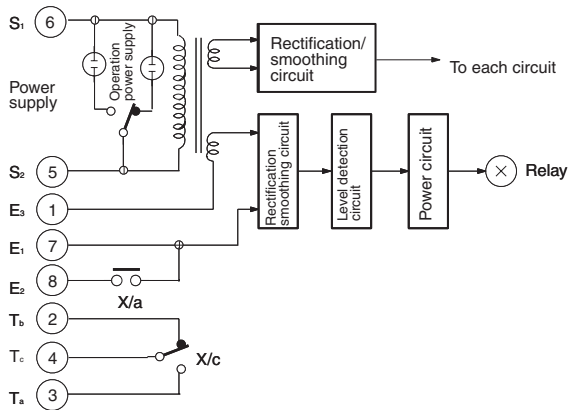 S₁ 6
Operation
power supply
Power
supply
Rectification/
smoothing
circuit
To each circuit
S₂ 5
E₃ 1
E₁ 7
E₂ 8
X/a
Rectification
smoothing circuit
Level detection
circuit
Power circuit
× Relay
Tb 2
Tc 4
X/c
Ta 3